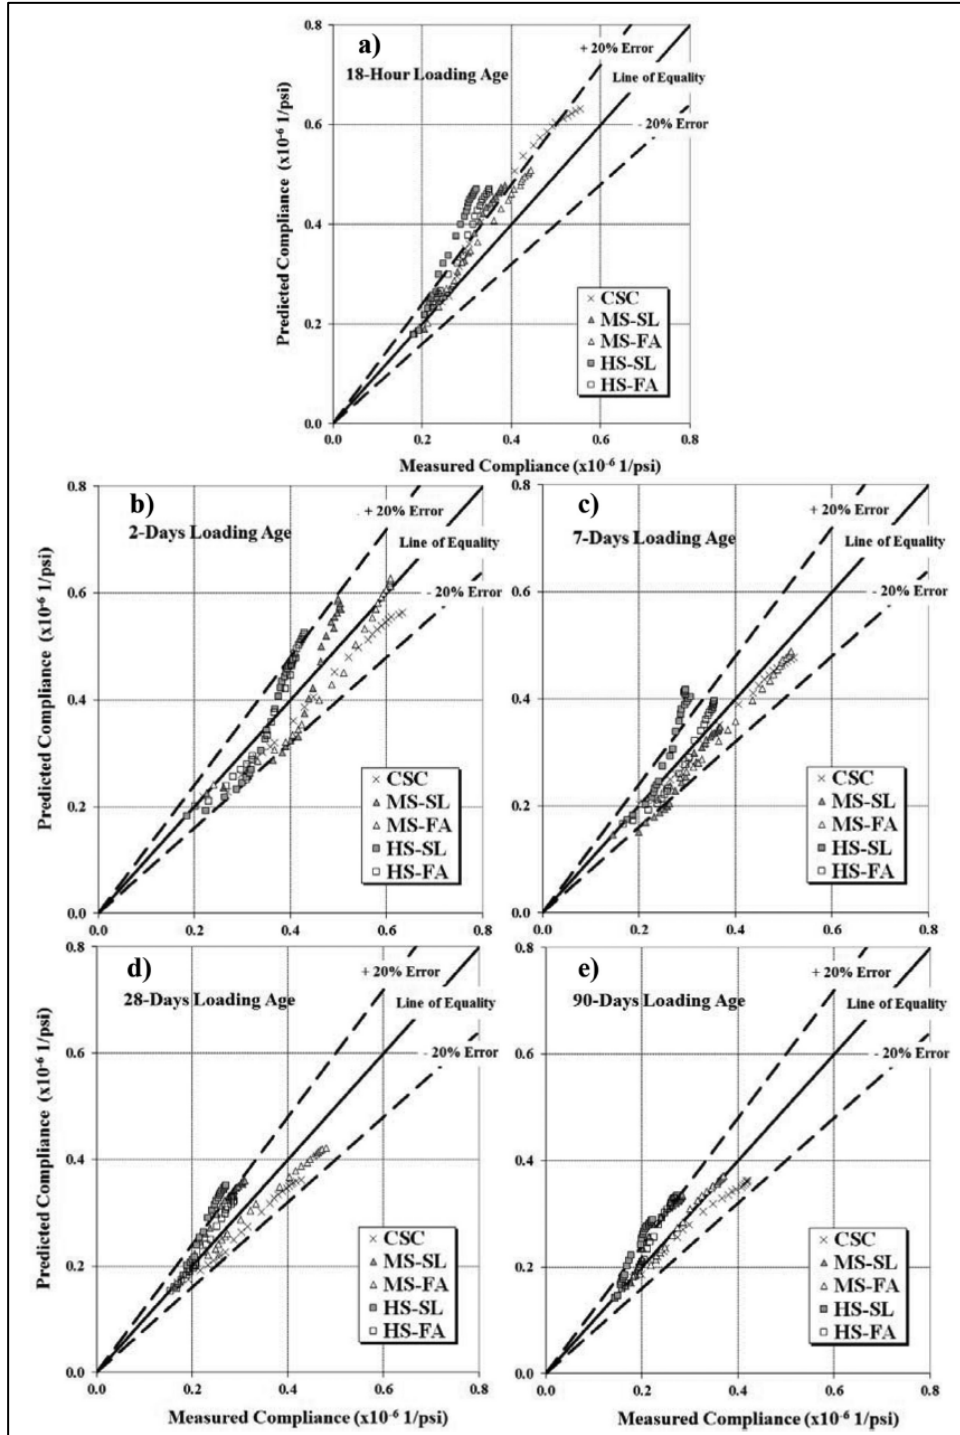 a)
18-Hour Loading Age
+ 20% Error
Line of Equality
- 20% Error
Predicted Compliance (x10⁻⁶ 1/psi)
0.8
0.6
0.4
0.2
0.0
CSC
MS-SL
MS-FA
HS-SL
HS-FA
0.0 0.2 0.4 0.6 0.8
Measured Compliance (x10⁻⁶ 1/psi)
b)
2-Days Loading Age
+ 20% Error
Line of Equality
- 20% Error
Predicted Compliance (x10⁻⁶ 1/psi)
0.8
0.6
0.4
0.2
0.0
CSC
MS-SL
MS-FA
HS-SL
HS-FA
0.0 0.2 0.4 0.6 0.8
c)
7-Days Loading Age
+ 20% Error
Line of Equality
- 20% Error
0.8
0.6
0.4
0.2
0.0
CSC
MS-SL
MS-FA
HS-SL
HS-FA
0.0 0.2 0.4 0.6 0.8
d)
28-Days Loading Age
+ 20% Error
Line of Equality
- 20% Error
Predicted Compliance (x10⁻⁶ 1/psi)
0.8
0.6
0.4
0.2
0.0
CSC
MS-SL
MS-FA
HS-SL
HS-FA
0.0 0.2 0.4 0.6 0.8
Measured Compliance (x10⁻⁶ 1/psi)
e)
90-Days Loading Age
+ 20% Error
Line of Equality
- 20% Error
0.8
0.6
0.4
0.2
0.0
CSC
MS-SL
MS-FA
HS-SL
HS-FA
0.0 0.2 0.4 0.6 0.8
Measured Compliance (x10⁻⁶ 1/psi)